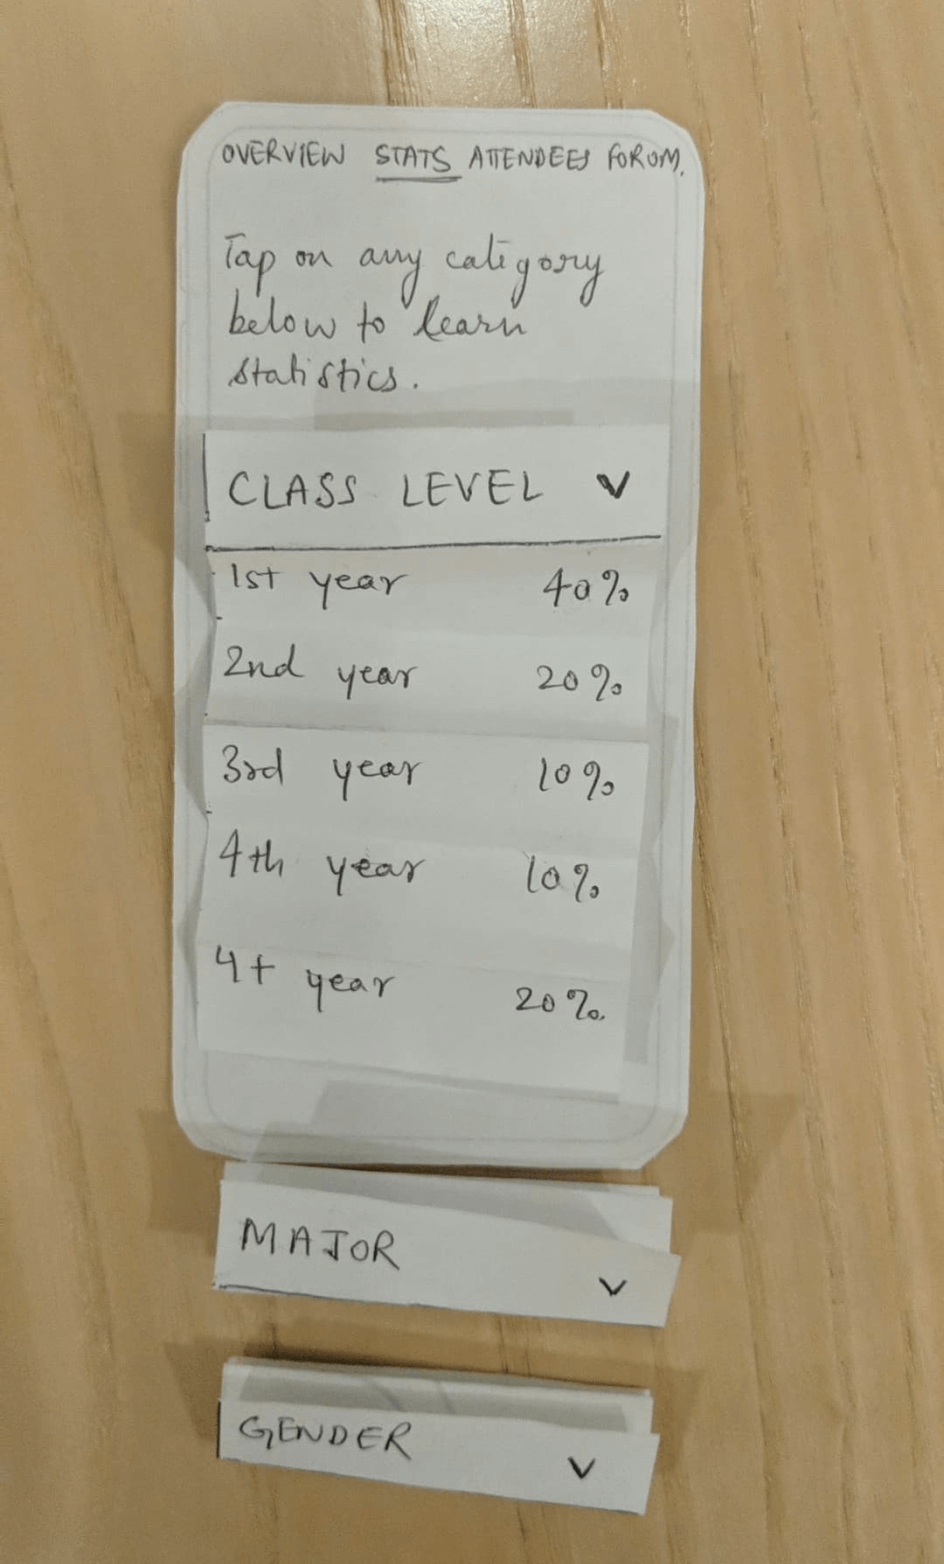 OVERVIEW STATS ATTENDEES FORUM.
Tap on any category
below to learn
statistics.
CLASS LEVEL v
1st year 40%
2nd year 20%
3rd year 10%
4th year 10%
4+ year 20%
MAJOR v
GENDER v